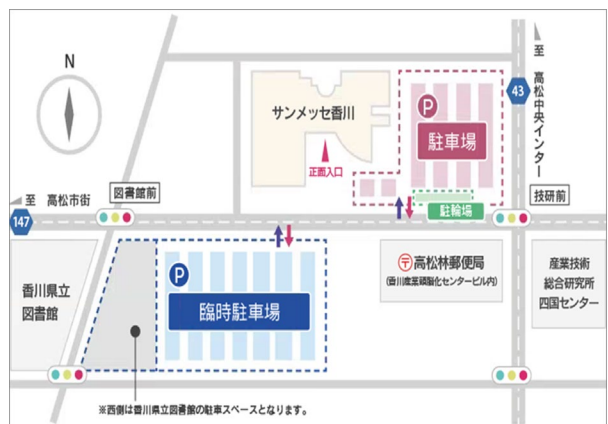 N
至
高松中央インター
43
サンメッセ香川
P
駐車場
正面入口
至 高松市街
図書館前
技研前
147
駐輪場
香川県立
図書館
P
臨時駐車場
〒高松林郵便局
(香川産業頭脳化センタービル内)
産業技術
総合研究所
四国センター
※西側は香川県立図書館の駐車スペースとなります。